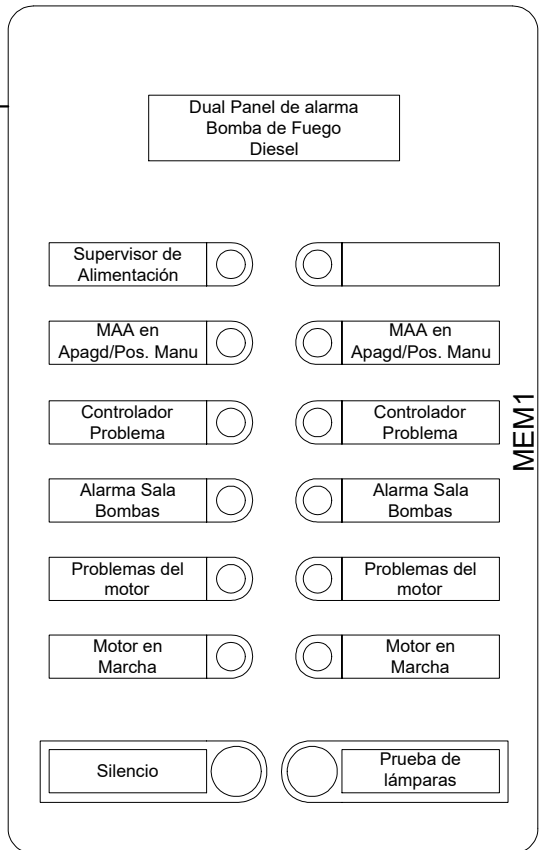 Dual Panel de alarma
Bomba de Fuego
Diesel
Supervisor de
Alimentación
MAA en
Apagd/Pos. Manu
MAA en
Apagd/Pos. Manu
Controlador
Problema
Controlador
Problema
MEM1
Alarma Sala
Bombas
Alarma Sala
Bombas
Problemas del
motor
Problemas del
motor
Motor en
Marcha
Motor en
Marcha
Silencio
Prueba de
lámparas